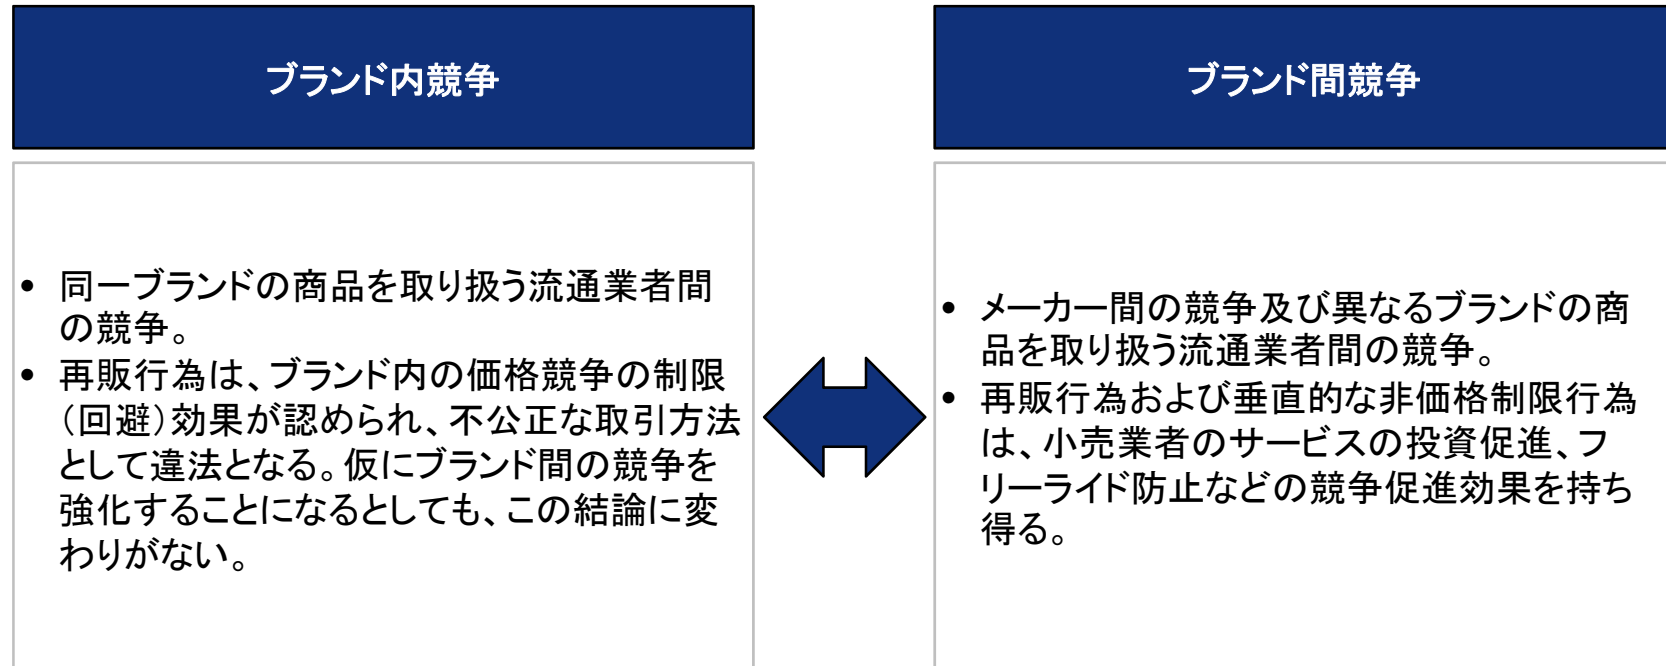 ブランド内競争
• 同一ブランドの商品を取り扱う流通業者間
の競争。
• 再販行為は、ブランド内の価格競争の制限
（回避）効果が認められ、不公正な取引方法
として違法となる。仮にブランド間の競争を
強化することになるとしても、この結論に変
わりがない。
ブランド間競争
• メーカー間の競争及び異なるブランドの商
品を取り扱う流通業者間の競争。
• 再販行為および垂直的な非価格制限行為
は、小売業者のサービスの投資促進、フ
リーライド防止などの競争促進効果を持ち
得る。